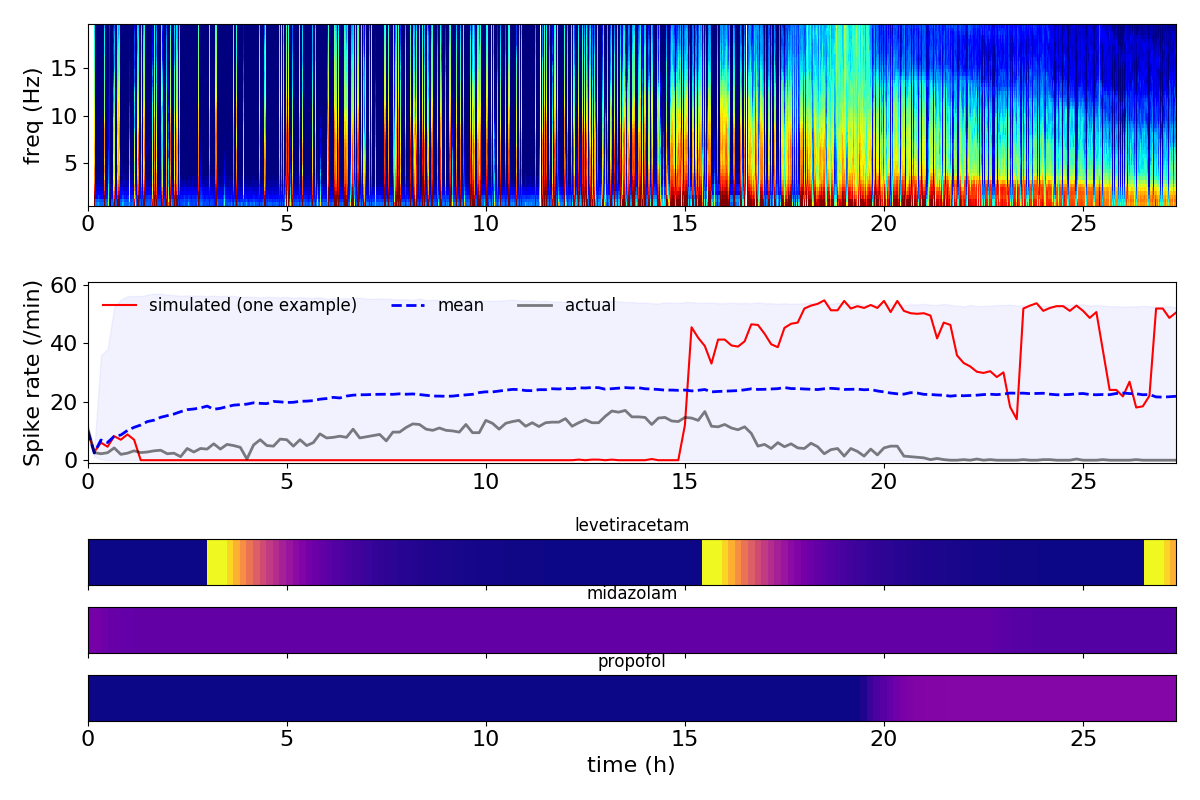 freq (Hz)
15
10
5
0 5 10 15 20 25
Spike rate (/min)
60
40
20
0
simulated (one example) mean actual
0 5 10 15 20 25
levetiracetam
midazolam
propofol
0 5 10 15 20 25
time (h)